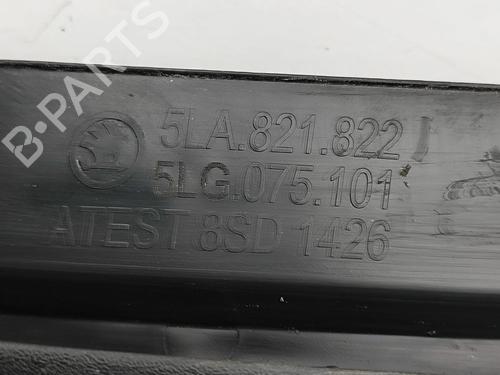 B-PARTS
5LA.821.822
5LG.075.101
ATEST 8SD 1426